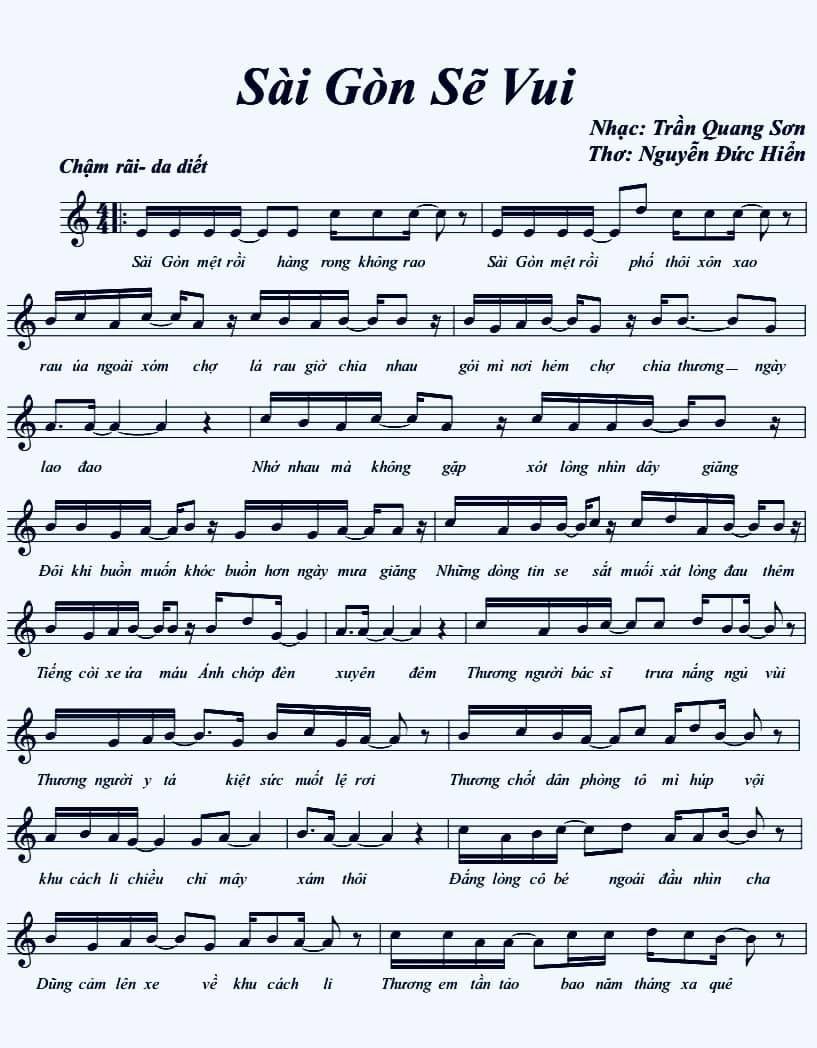 Sài Gòn Sẽ Vui
Nhạc: Trần Quang Sơn
Thơ: Nguyễn Đức Hiển
Chậm rãi- da diết
Sài Gòn mệt rồi hàng rong không rao Sài Gòn mệt rồi phố thôi xôn xao
rau úa ngoài xóm chợ lá rau giờ chia nhau gói mì nơi hẻm chợ chia thương ngày
lao đao Nhớ nhau mà không gặp xót lòng nhìn dây giăng
Đôi khi buồn muốn khóc buồn hơn ngày mưa giăng Những dòng tin se sắt muối xát lòng đau thêm
Tiếng còi xe ứa máu Ánh chớp đèn xuyên đêm Thương người bác sĩ trưa nắng ngủ vùi
Thương người y tá kiệt sức nuốt lệ rơi Thương chốt dân phòng tô mì húp vội
khu cách li chiều chỉ mây xám thôi Đắng lòng cô bé ngoái đầu nhìn cha
Dũng cảm lên xe về khu cách li Thương em tần tảo bao năm tháng xa quê